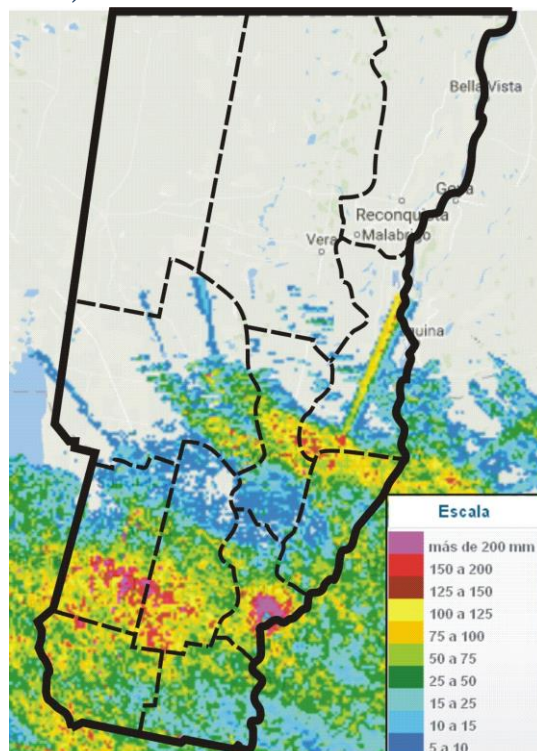 Bella Vista
Goya
Reconquista
Malabrigo
Vera
quina
Escala
más de 200 mm
150 a 200
125 a 150
100 a 125
75 a 100
50 a 75
25 a 50
15 a 25
10 a 15
5 a 10